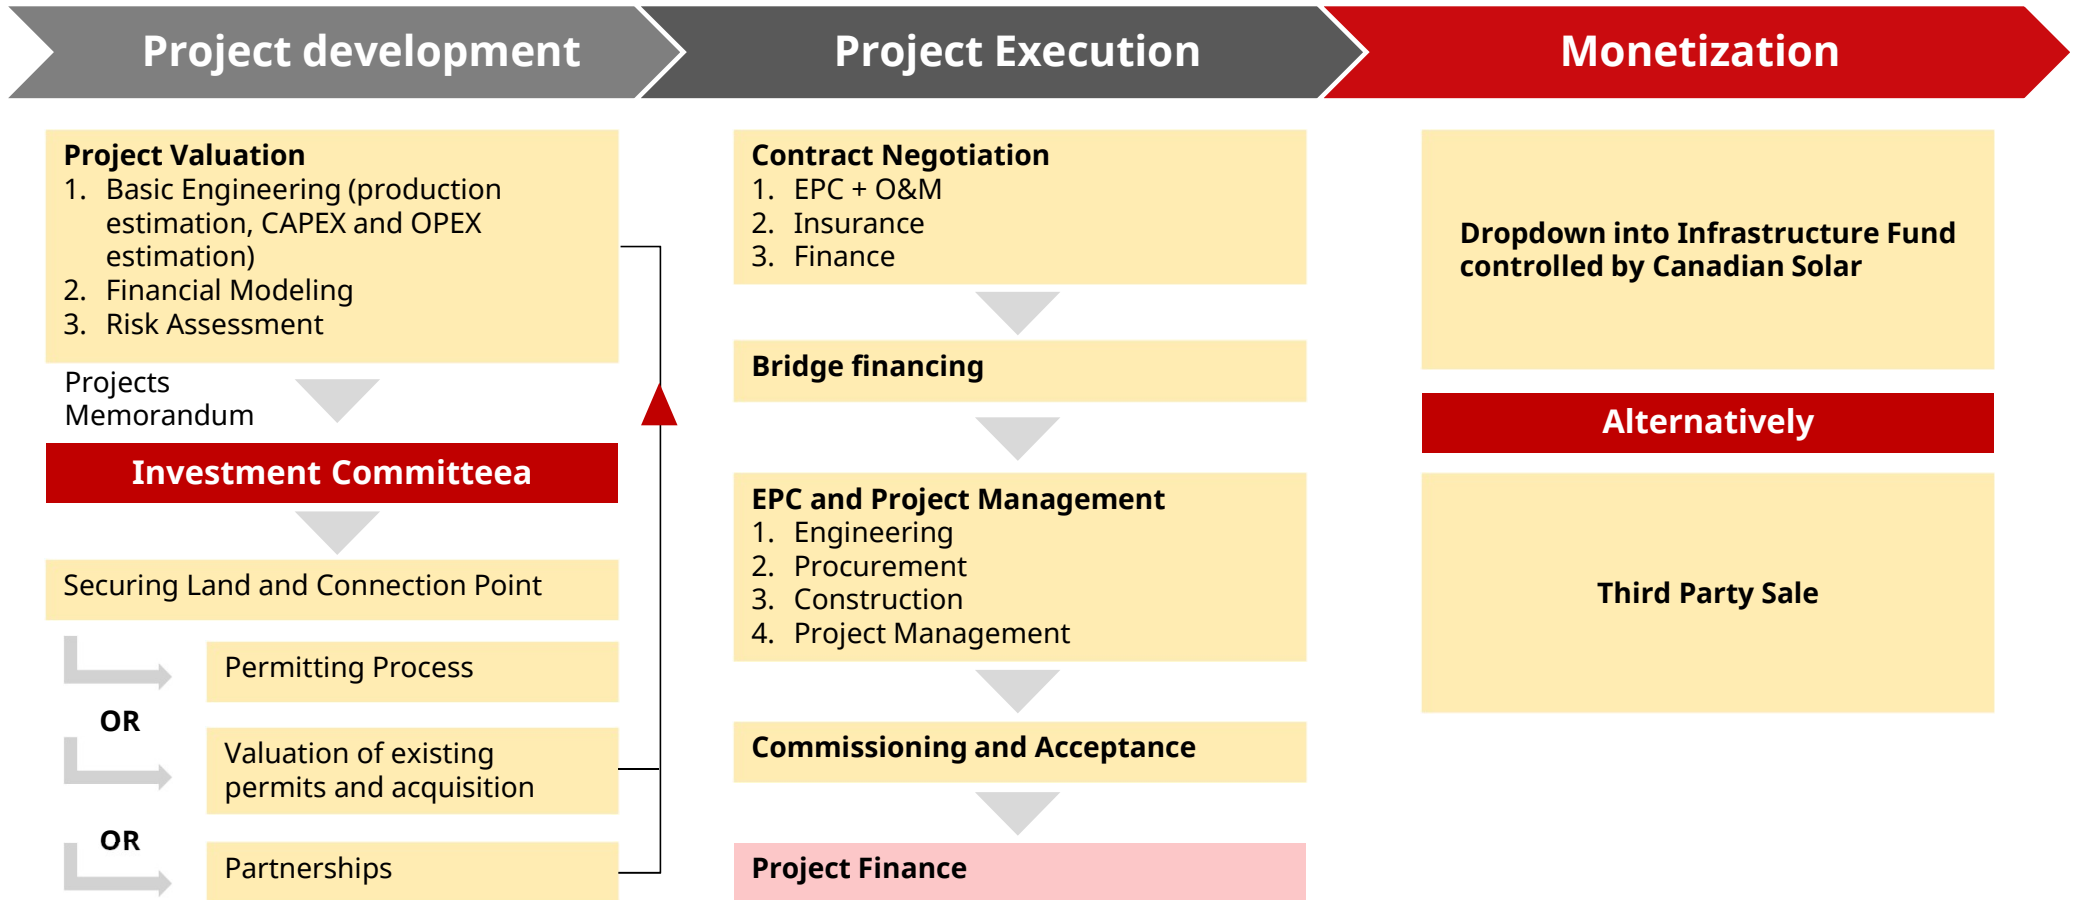 Project development
Project Execution
Monetization
Project Valuation
1. Basic Engineering (production
estimation, CAPEX and OPEX
estimation)
2. Financial Modeling
3. Risk Assessment
Projects
Memorandum
Investment Committeea
Securing Land and Connection Point
Permitting Process
OR
Valuation of existing
permits and acquisition
OR
Partnerships
Contract Negotiation
1. EPC + O&M
2. Insurance
3. Finance
Bridge financing
EPC and Project Management
1. Engineering
2. Procurement
3. Construction
4. Project Management
Commissioning and Acceptance
Project Finance
Dropdown into Infrastructure Fund
controlled by Canadian Solar
Alternatively
Third Party Sale